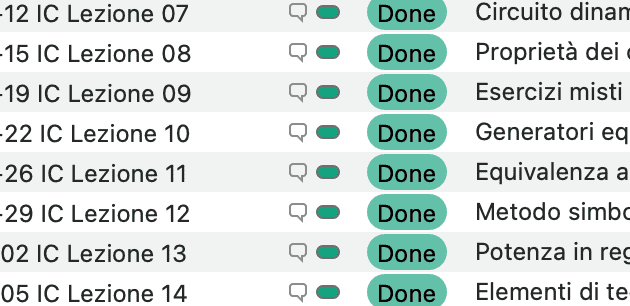 -12 IC Lezione 07 Done Circuito dinam
-15 IC Lezione 08 Done Proprietà dei
-19 IC Lezione 09 Done Esercizi misti
-22 IC Lezione 10 Done Generatori eq
-26 IC Lezione 11 Done Equivalenza a
-29 IC Lezione 12 Done Metodo simbo
02 IC Lezione 13 Done Potenza in reg
05 IC Lezione 14 Done Elementi di te